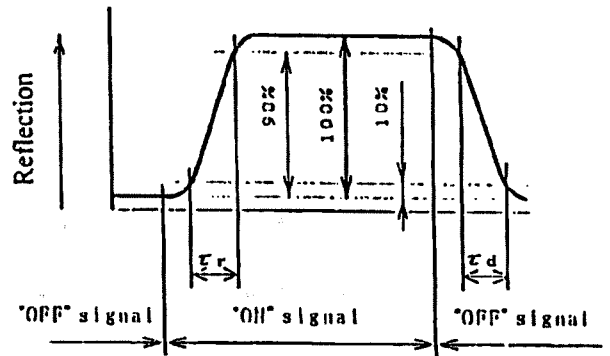 Reflection
90%
100%
10%
τr
τd
"OFF" signal
"ON" signal
"OFF" signal